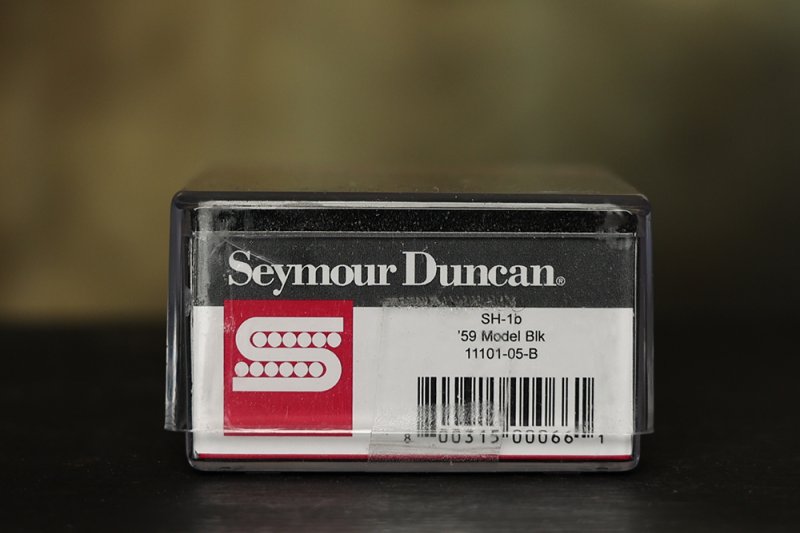 Seymour Duncan®
SH-1b
'59 Model Blk
11101-05-B
8 00315 00066 1